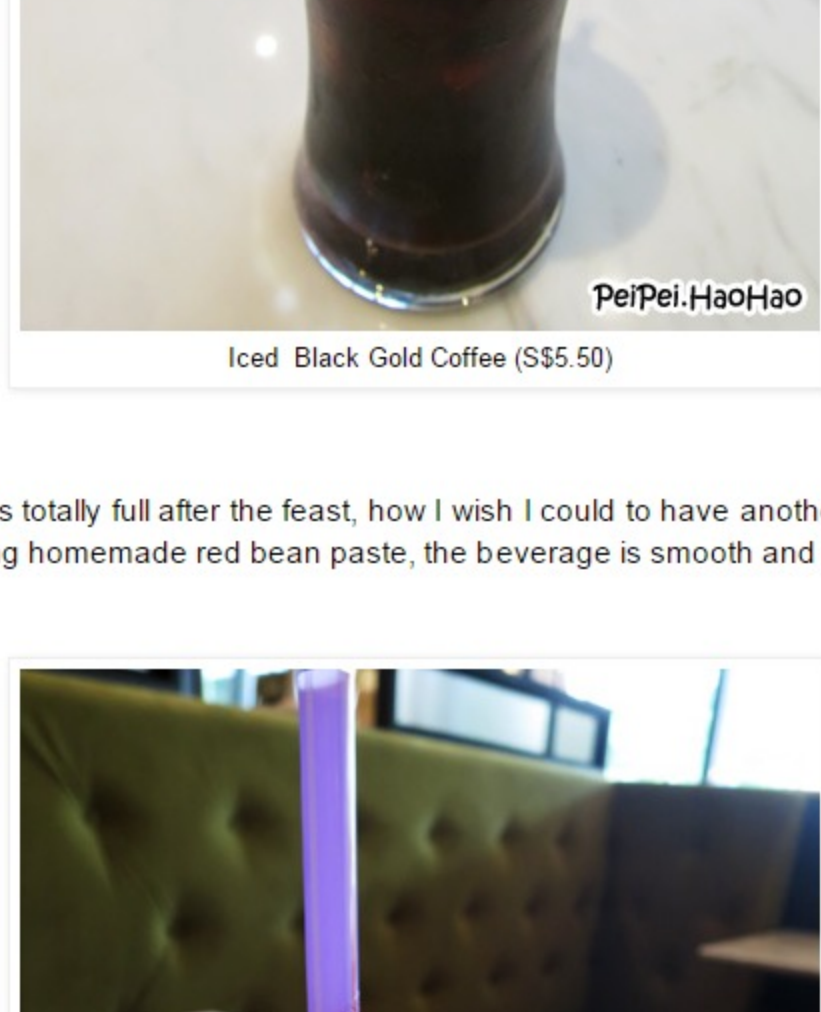 PeiPei.HaoHao
Iced Black Gold Coffee (S$5.50)
totally full after the feast, how I wish I could to have
homemade red bean paste, the beverage is smooth and